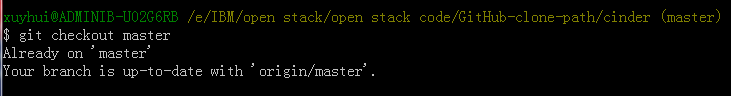 xuyhui@ADMINIB-U02G6RB /e/IBM/open stack/open stack code/GitHub-clone-path/cinder (master)
$ git checkout master
Already on 'master'
Your branch is up-to-date with 'origin/master'.